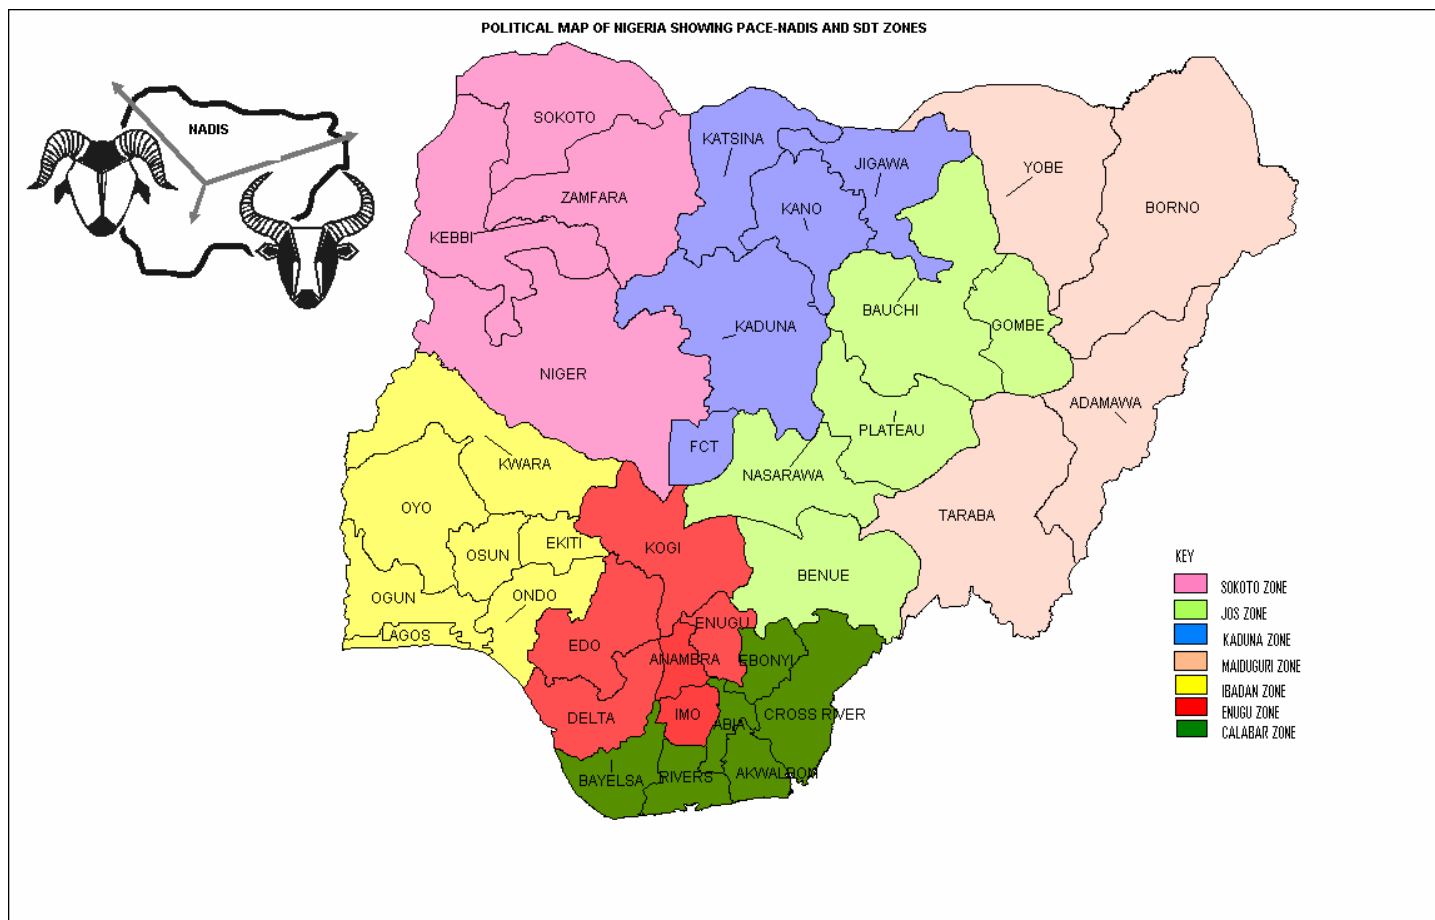 POLITICAL MAP OF NIGERIA SHOWING PACE-NADIS AND SDT ZONES
NADIS
SOKOTO
KATSINA
JIGAWA
YOBE
ZAMFARA
KANO
BORNO
KEBBI
BAUCHI
KADUNA
GOMBE
NIGER
ADAMAWA
PLATEAU
FCT
KWARA
NASARAWA
OYO
TARABA
OSUN
EKITI
KOGI
BENUE
OGUN
ONDO
ENUGU
LAGOS
EDO
ANAMBRA
EBONYI
DELTA
IMO
ABIA
CROSS RIVER
BAYELSA
RIVERS
AKWAIBOM
KEY
SOKOTO ZONE
JOS ZONE
KADUNA ZONE
MAIDUGURI ZONE
IBADAN ZONE
ENUGU ZONE
CALABAR ZONE